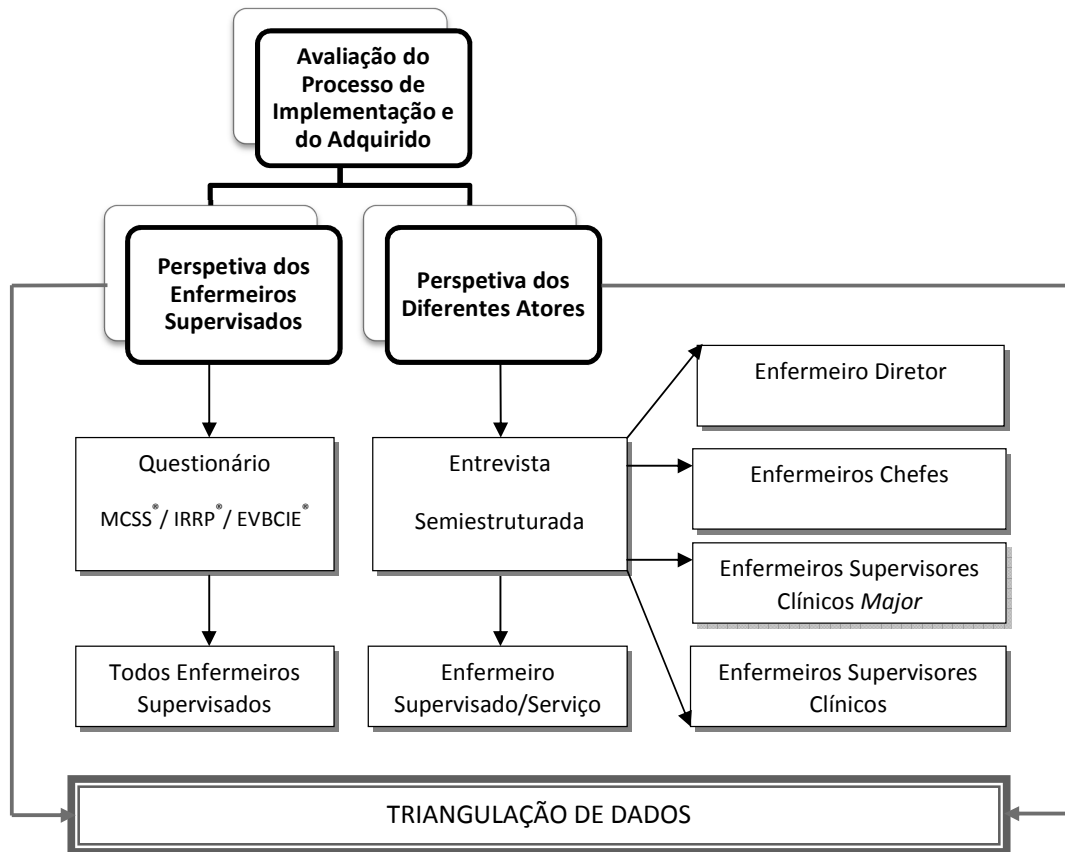 Avaliação do
Processo de
Implementação e
do Adquirido
Perspetiva dos
Enfermeiros
Supervisados
Perspetiva dos
Diferentes Atores
Enfermeiro Diretor
Questionário
MCSS®/ IRRP®/ EVBCIE®
Entrevista
Semiestruturada
Enfermeiros Chefes
Enfermeiros Supervisores
Clínicos Major
Todos Enfermeiros
Supervisados
Enfermeiro
Supervisado/Serviço
Enfermeiros Supervisores
Clínicos
TRIANGULAÇÃO DE DADOS